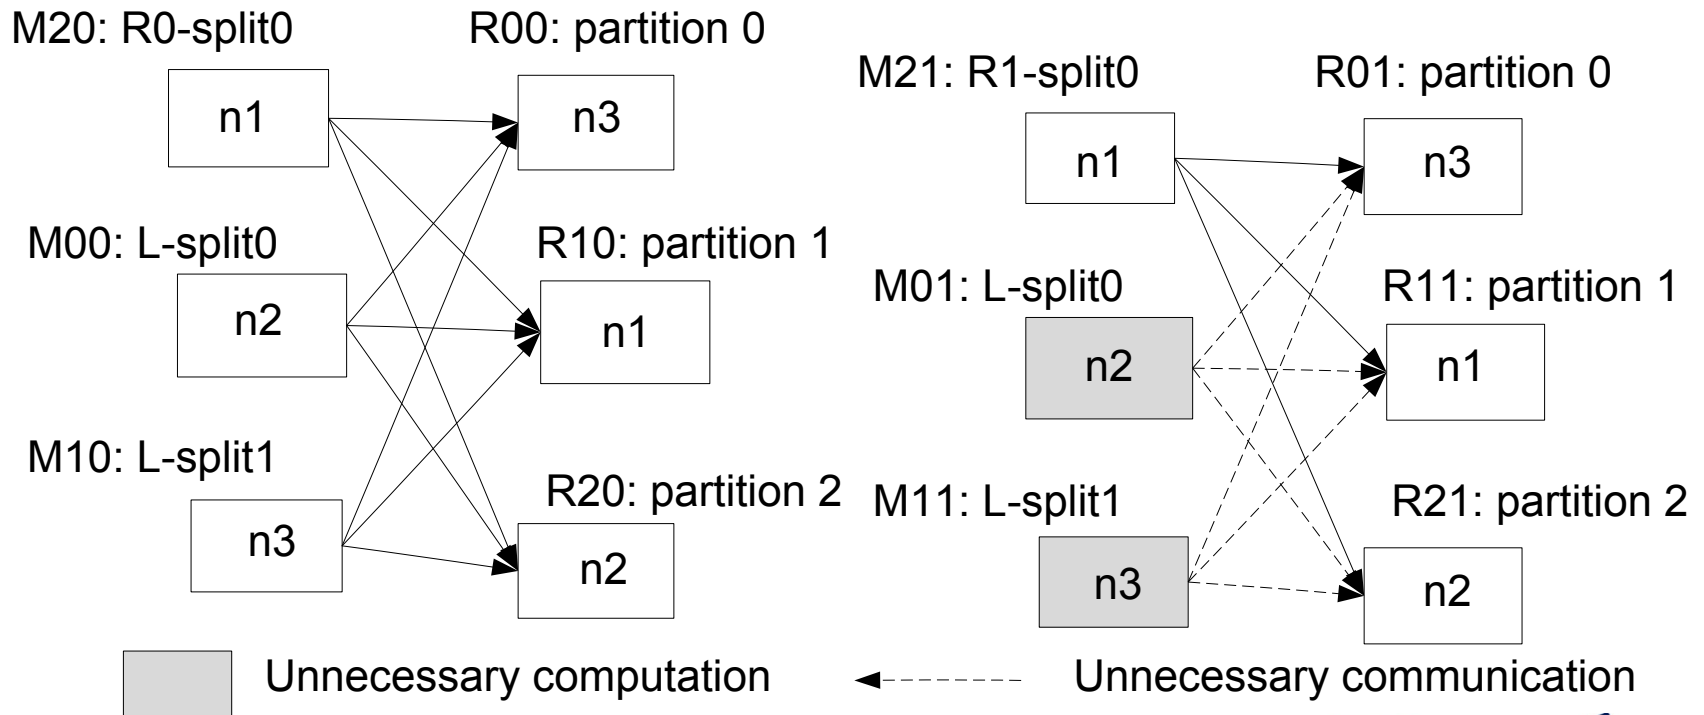 M20: R0-split0
R00: partition 0
n1
n3
M00: L-split0
R10: partition 1
n2
n1
M10: L-split1
R20: partition 2
n3
n2
M21: R1-split0
R01: partition 0
n1
n3
M01: L-split0
R11: partition 1
n2
n1
M11: L-split1
R21: partition 2
n3
n2
Unnecessary computation
Unnecessary communication